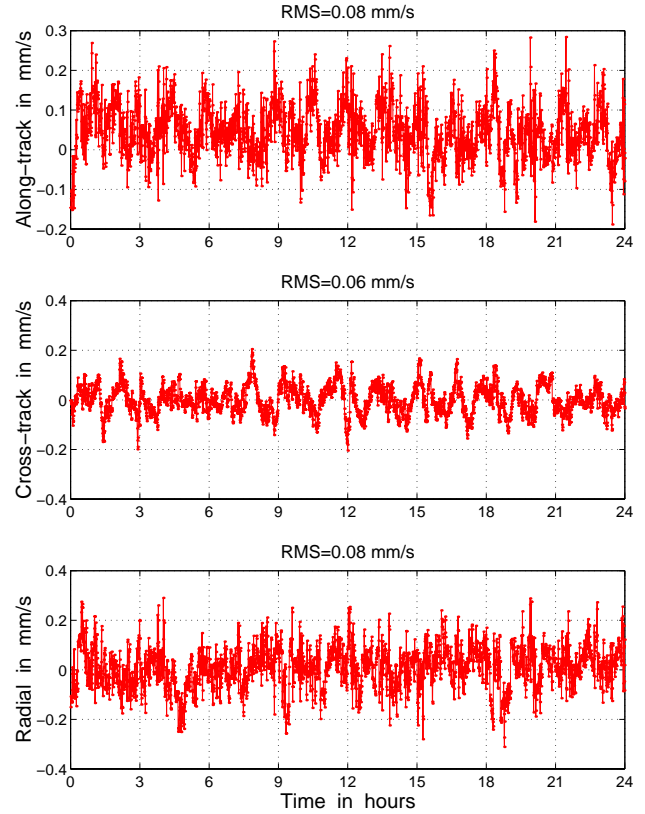 RMS=0.08 mm/s
Along-track in mm/s
0.3
0.2
0.1
0
-0.1
-0.2
0 3 6 9 12 15 18 21 24
RMS=0.06 mm/s
Cross-track in mm/s
0.4
0.2
0
-0.2
-0.4
0 3 6 9 12 15 18 21 24
RMS=0.08 mm/s
Radial in mm/s
0.4
0.2
0
-0.2
-0.4
0 3 6 9 12 15 18 21 24
Time in hours